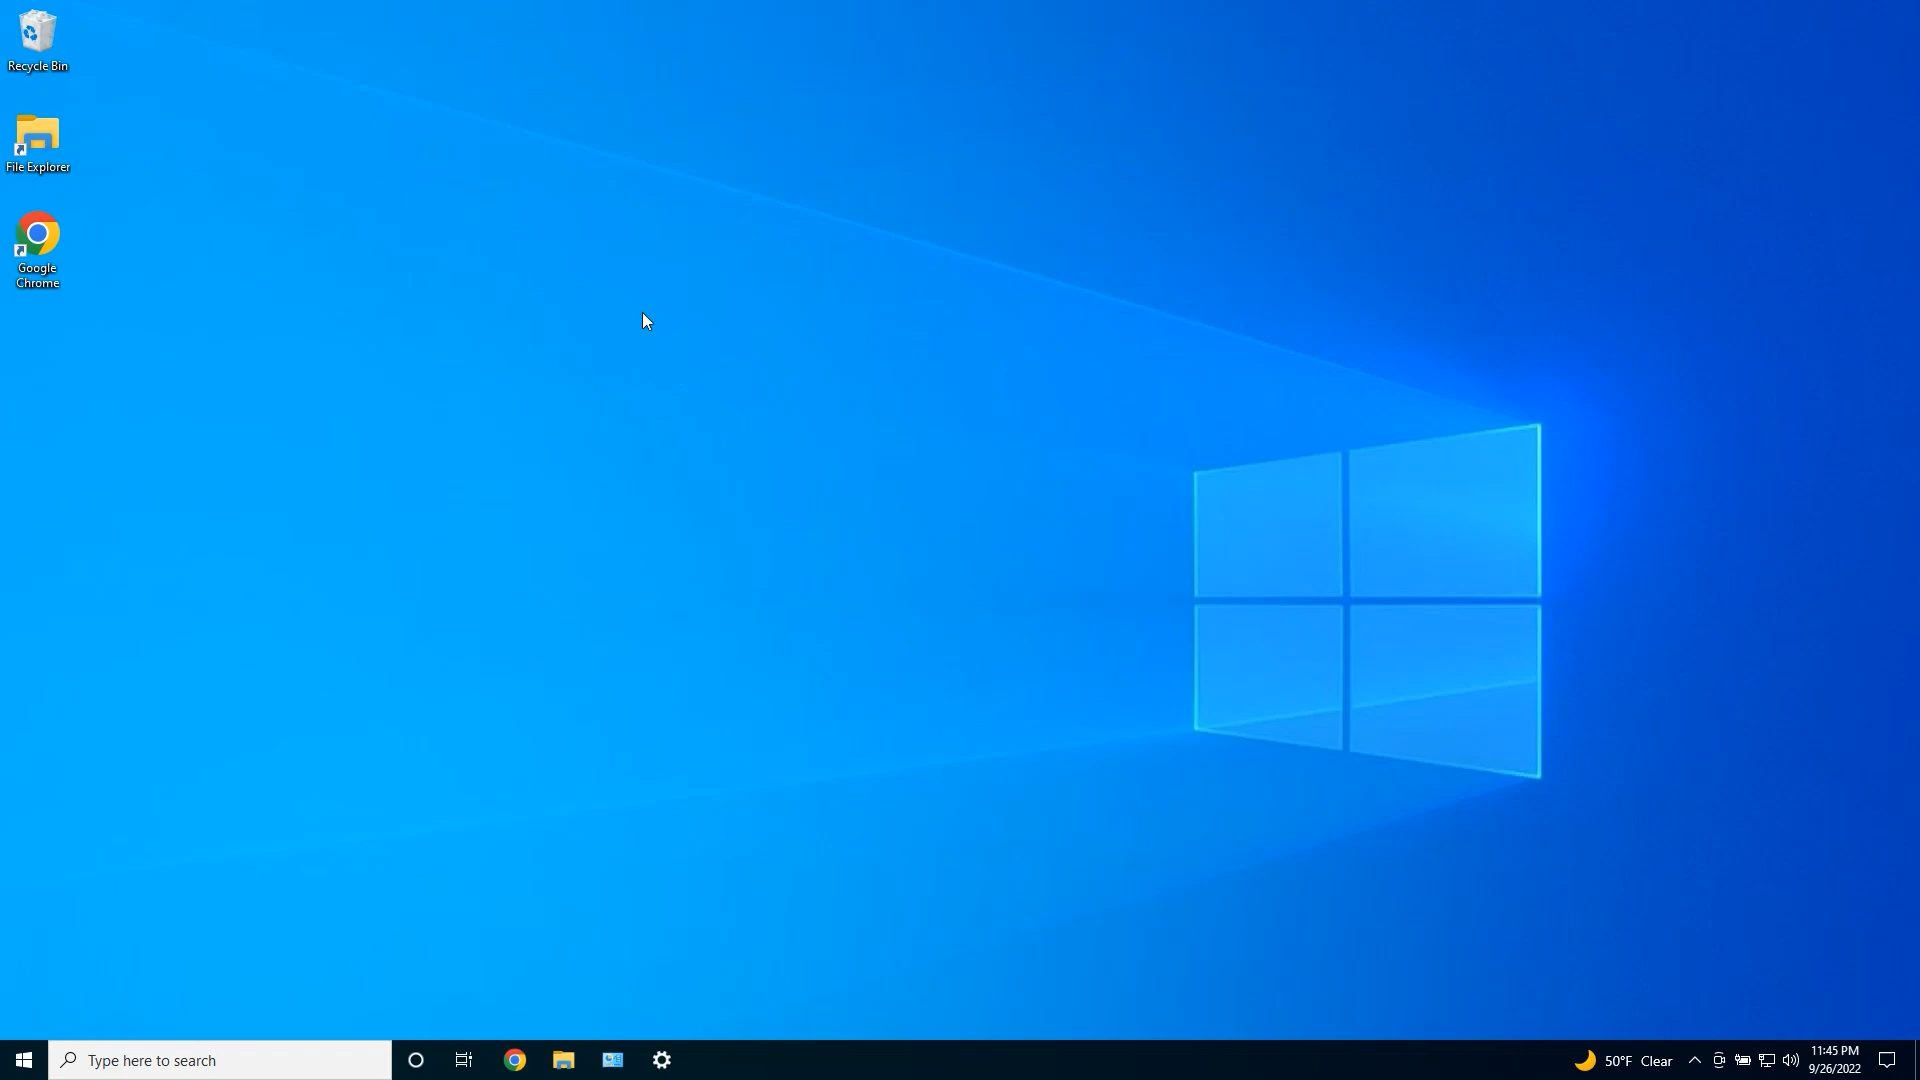 Recycle Bin
File Explorer
Google
Chrome
Type here to search
50°F Clear
11:45 PM
9/26/2022